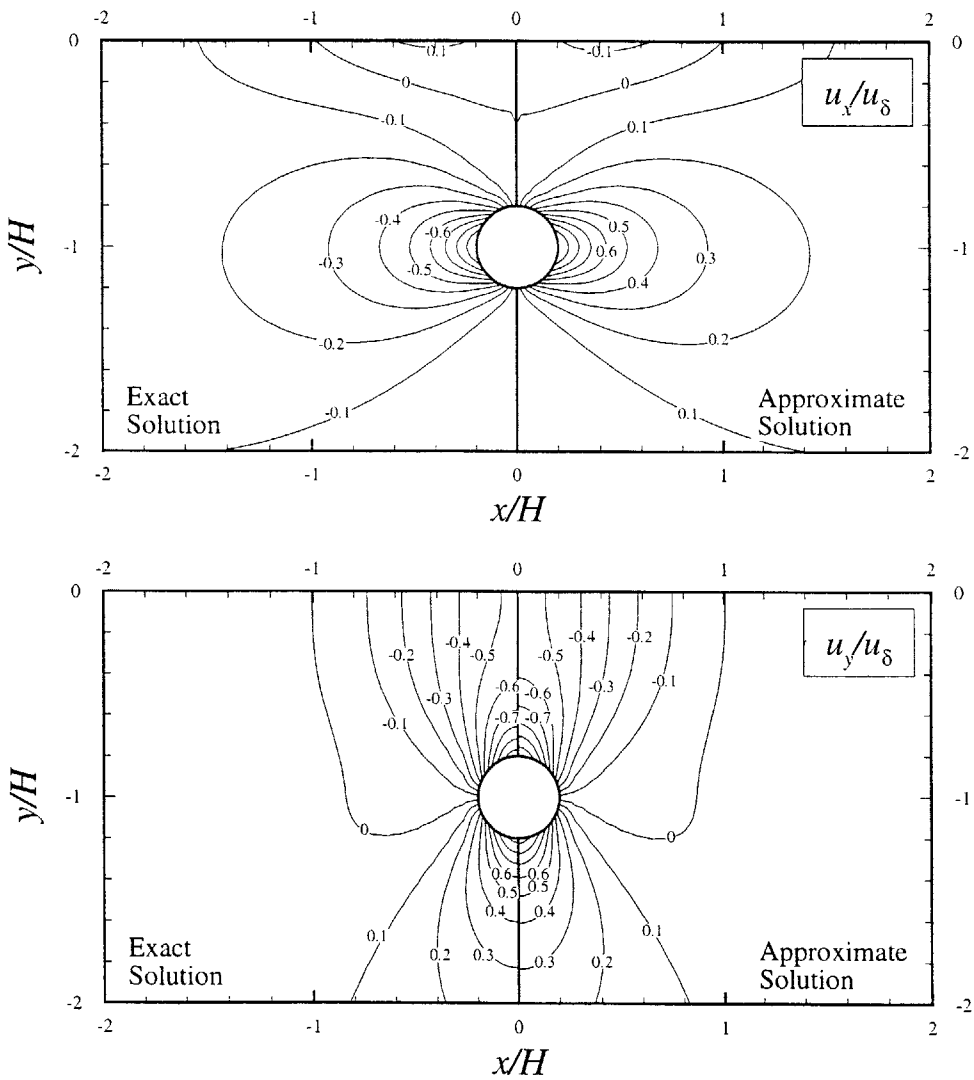 -2 -1 0 1 2
0 0
0.1 -0.1
0 0
u_x/u_δ
-0.1 0.1
-0.4 0.5
-0.6
y/H
-1 -1
-0.3 0.6 0.3
-0.5 0.4
-0.2 0.2
Exact Approximate
Solution Solution
-0.1 0.1
-2 -2
-2 -1 0 1 2
x/H
-2 -1 0 1 2
0 0
-0.4 -0.4
-0.2 -0.2
-0.5 -0.5
u_y/u_δ
-0.6 -0.6
-0.3 -0.3
-0.1 -0.1
-0.7 -0.7
y/H
-1 -1
0 0
0.6 0.6
0.5 0.5
0.4 0.4
0.1 0.1
0.2 0.3 0.3 0.2
Exact Approximate
Solution Solution
-2 -2
-2 -1 0 1 2
x/H